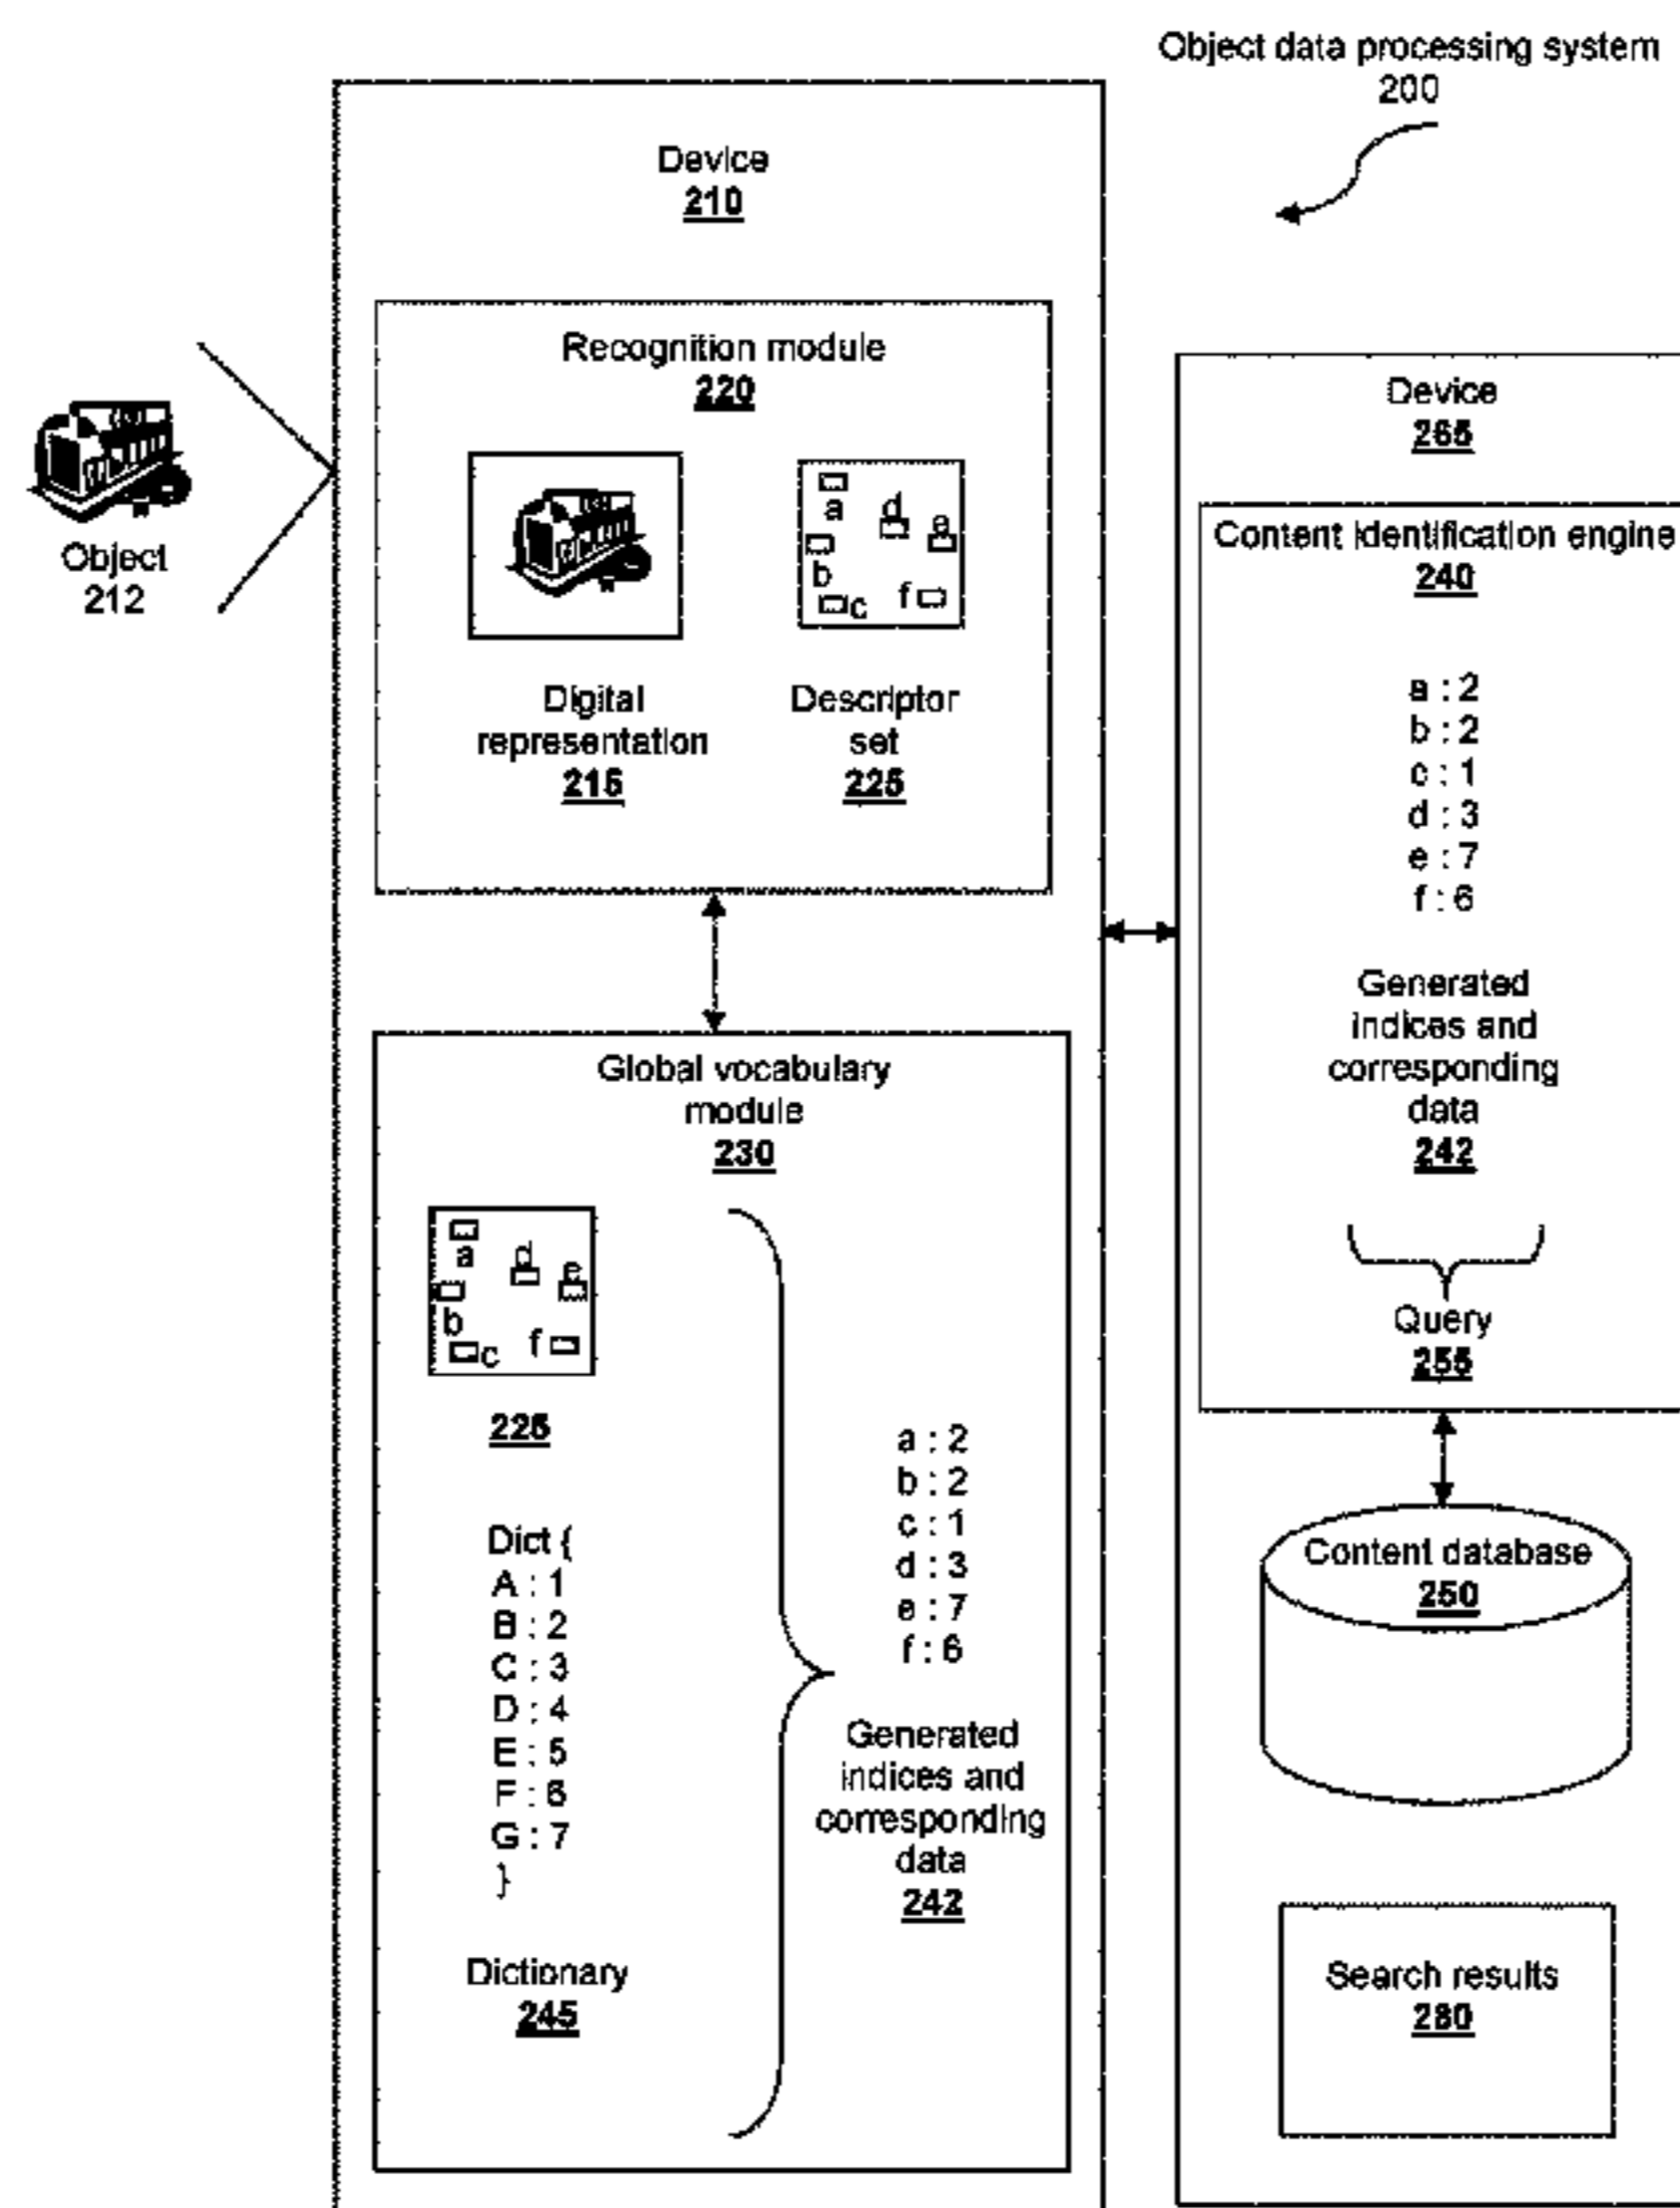 Object data processing system
200
Device
210
Recognition module
220
a
d
e
b
c
f
Digital
representation
215
Descriptor
set
225
Object
212
Global vocabulary
module
230
a
d
e
b
c
f
225
Dict {
A : 1
B : 2
C : 3
D : 4
E : 5
F : 6
G : 7
}
Dictionary
245
a : 2
b : 2
c : 1
d : 3
e : 7
f : 6
Generated
indices and
corresponding
data
242
Device
265
Content identification engine
240
a : 2
b : 2
c : 1
d : 3
e : 7
f : 6
Generated
indices and
corresponding
data
242
Query
255
Content database
250
Search results
280